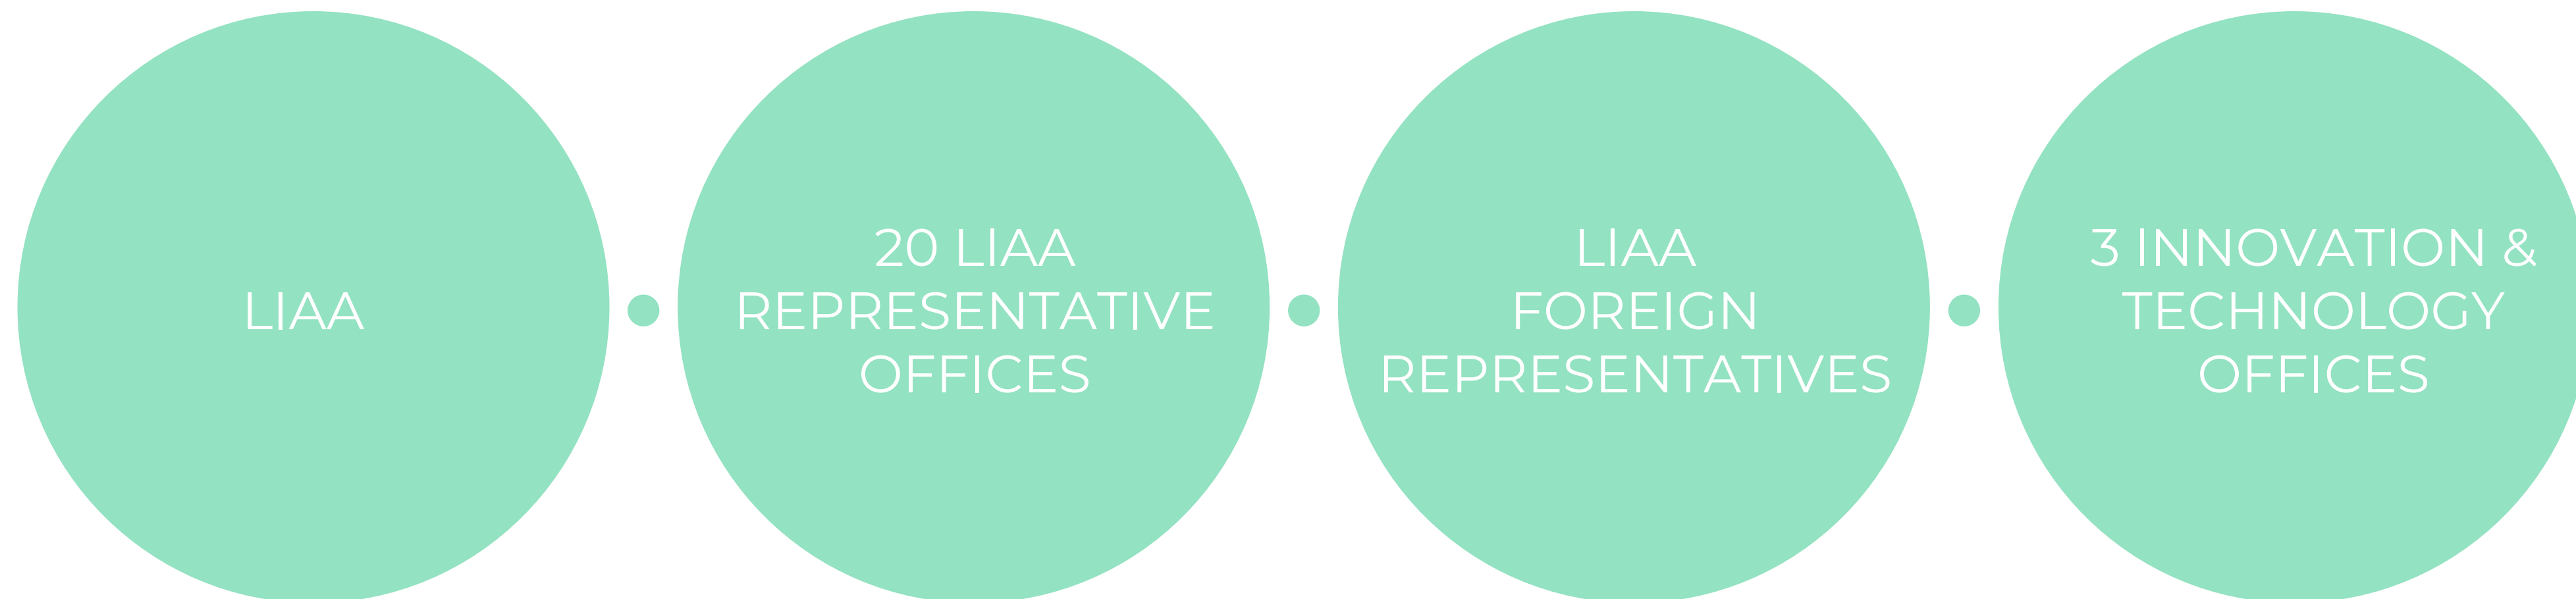 LIAA
20 LIAA
REPRESENTATIVE
OFFICES
LIAA
FOREIGN
REPRESENTATIVES
3 INNOVATION &
TECHNOLOGY
OFFICES